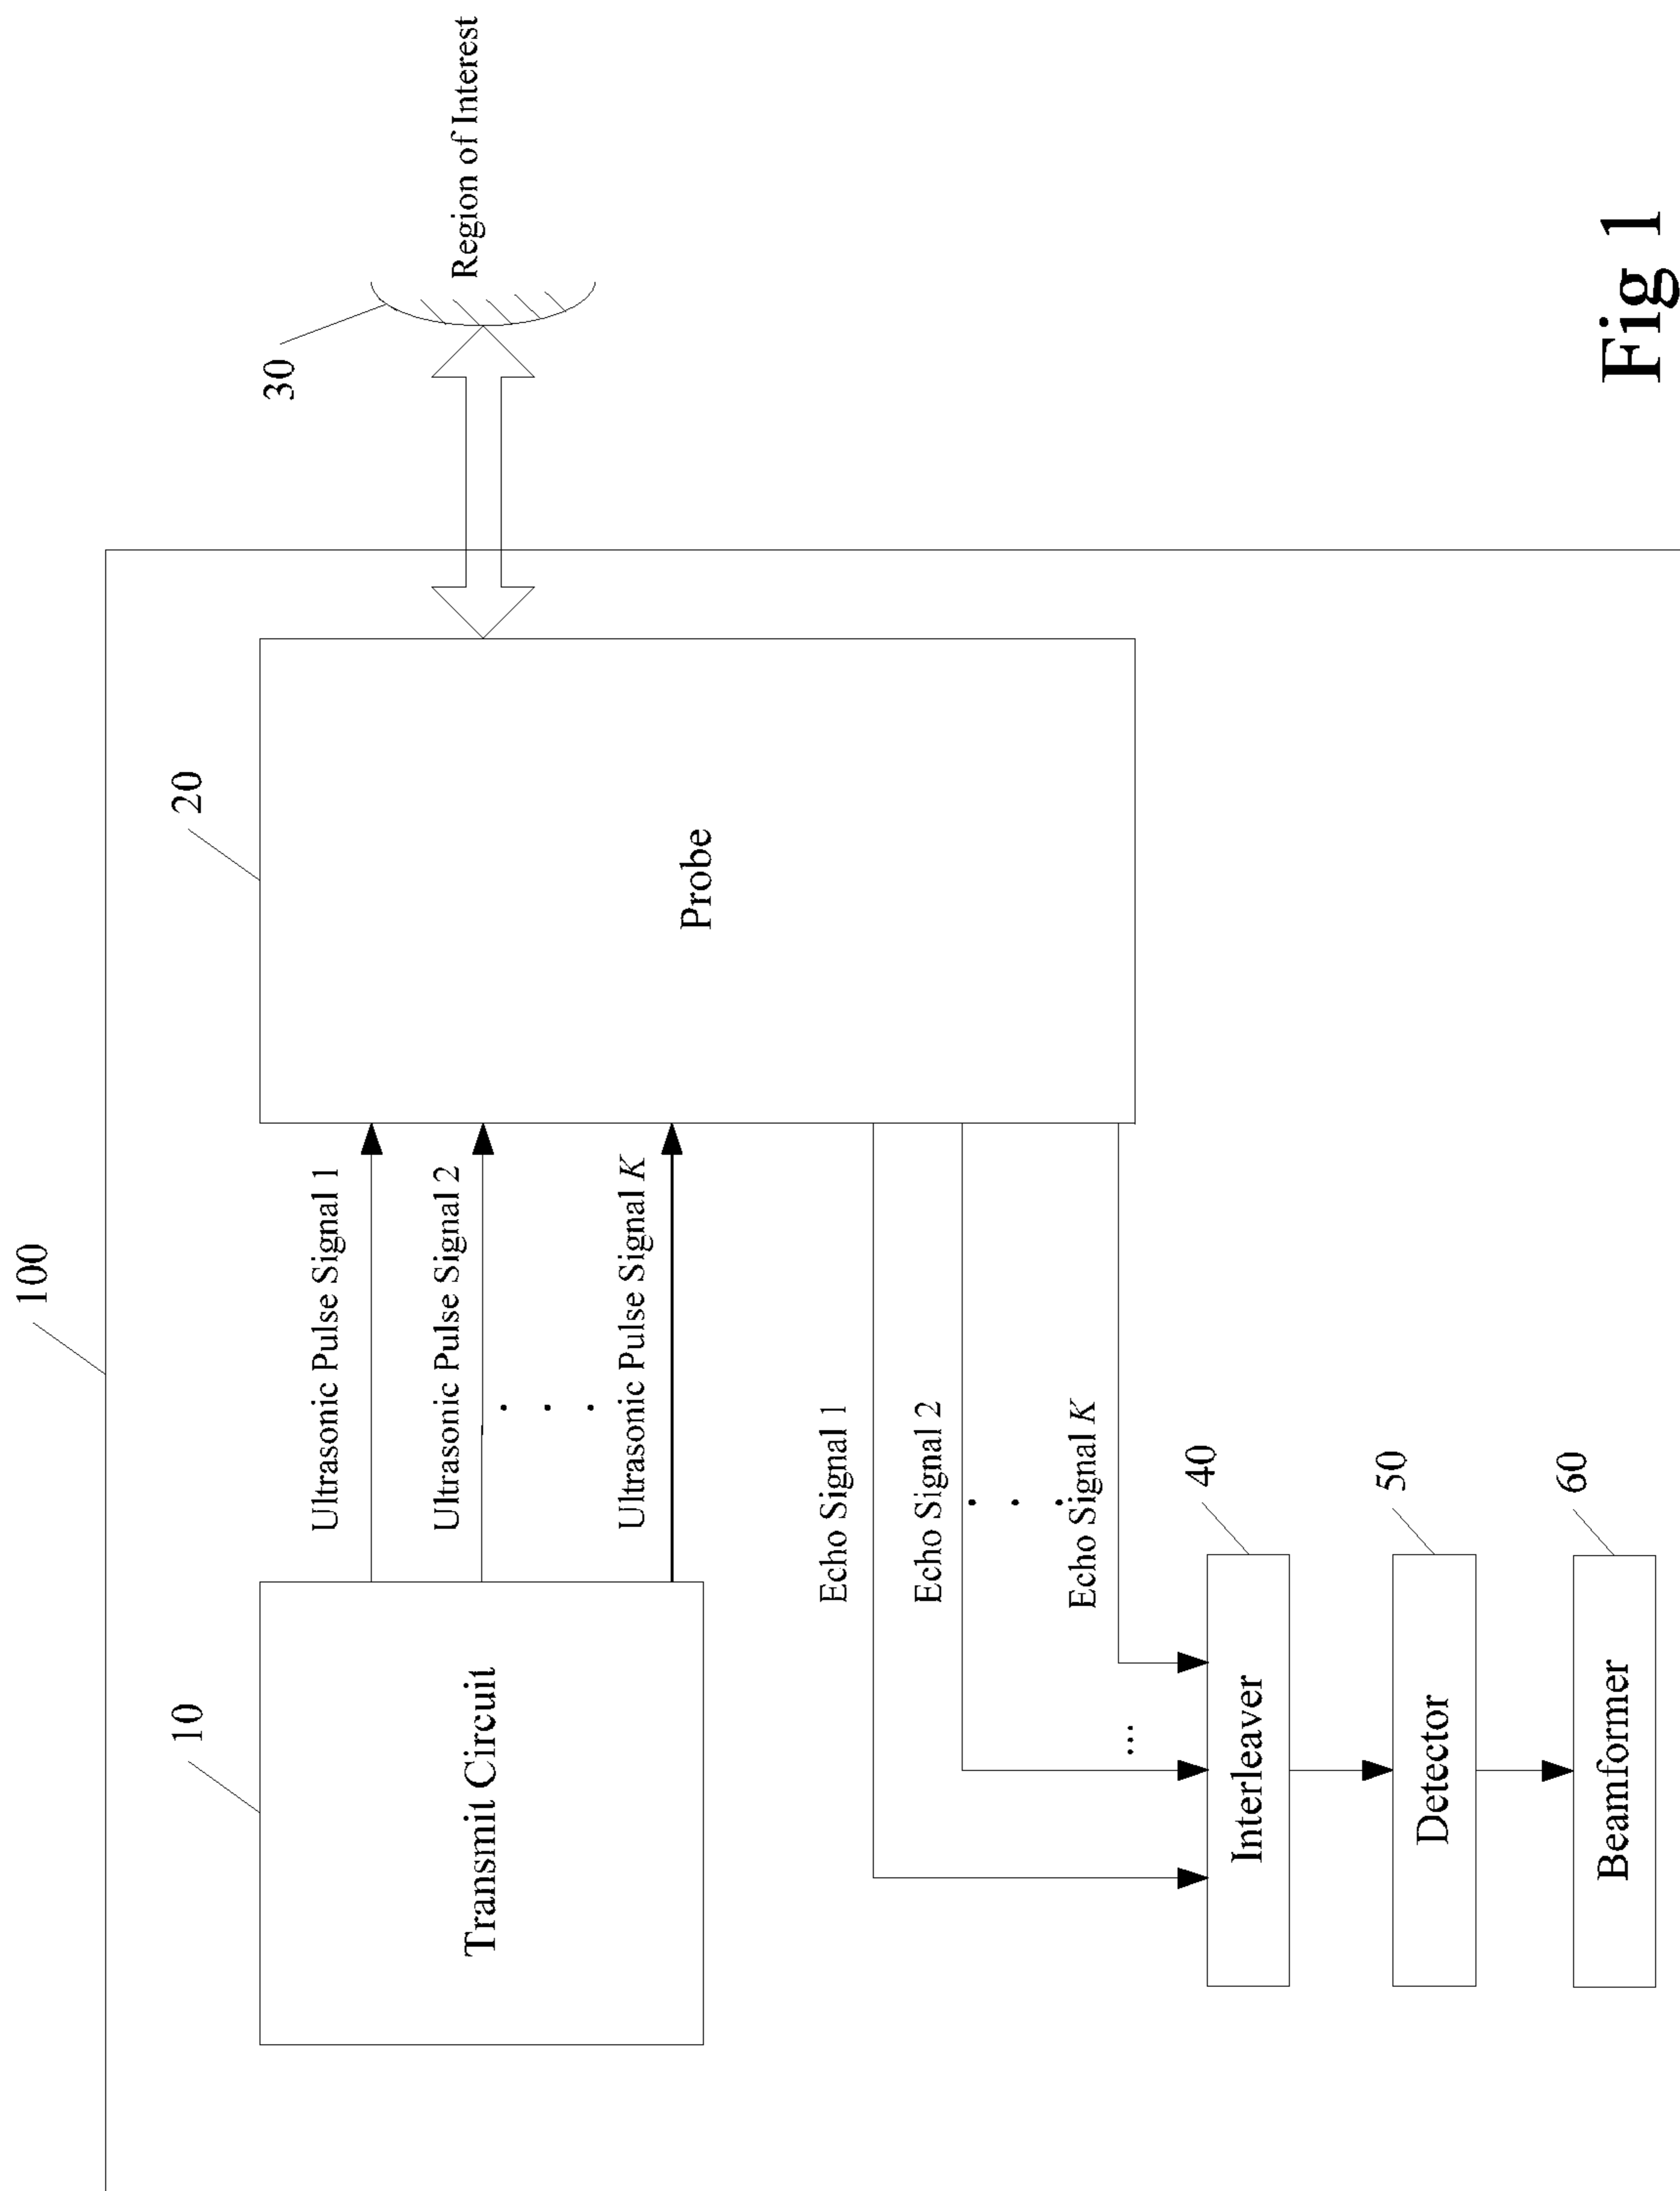 100
10
Transmit Circuit
Ultrasonic Pulse Signal 1
Ultrasonic Pulse Signal 2
. . .
Ultrasonic Pulse Signal K
20
Probe
30
Region of Interest
Echo Signal 1
Echo Signal 2
. . .
Echo Signal K
...
40
Interleaver
50
Detector
60
Beamformer
Fig 1